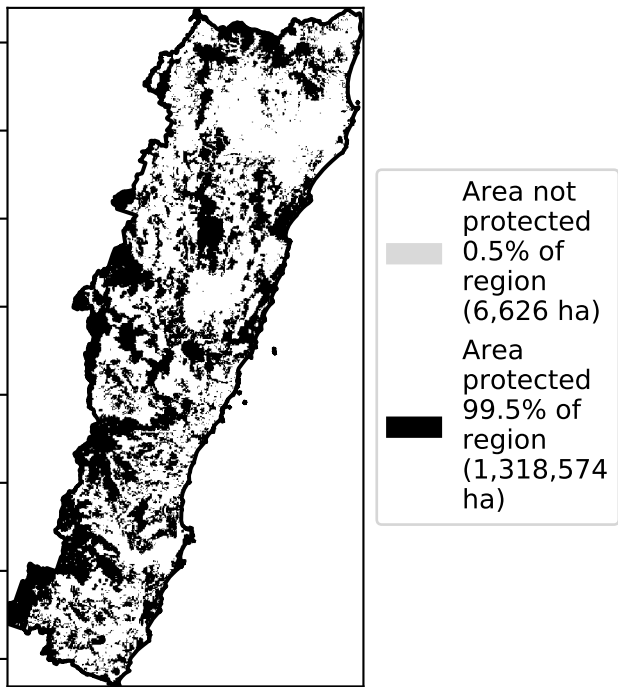 Area not
protected
0.5% of
region
(6,626 ha)
Area
protected
99.5% of
region
(1,318,574
ha)